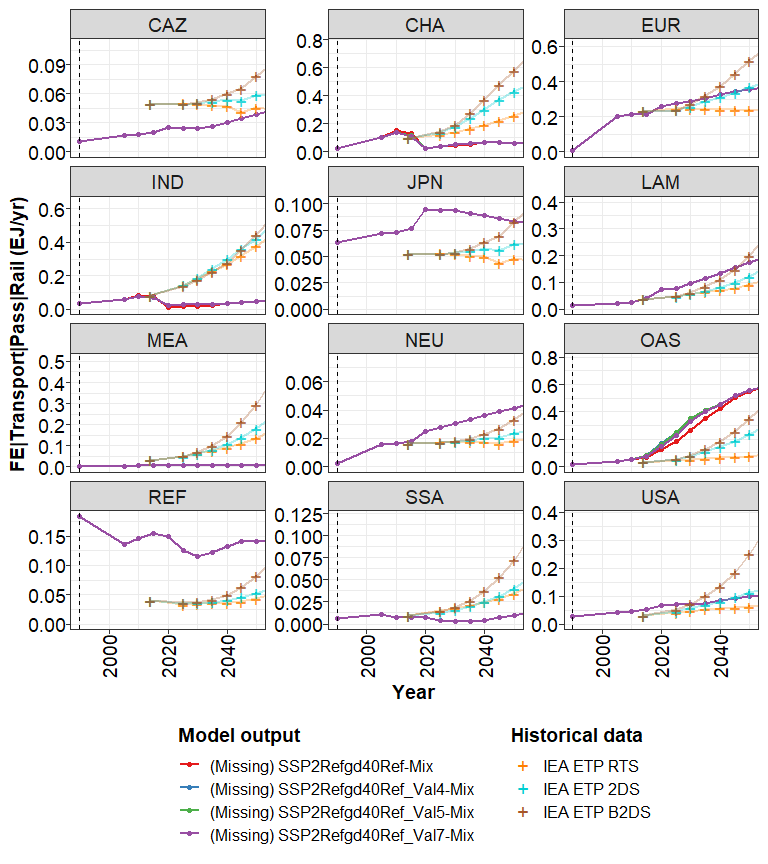 CAZ
CHA
EUR
0.09
0.06
0.03
0.00
0.8
0.6
0.4
0.2
0.0
0.6
0.4
0.2
0.0
IND
JPN
LAM
0.6
0.4
0.2
0.0
0.100
0.075
0.050
0.025
0.000
0.4
0.3
0.2
0.1
0.0
MEA
NEU
OAS
0.5
0.4
0.3
0.2
0.1
0.0
0.06
0.04
0.02
0.00
0.8
0.6
0.4
0.2
0.0
REF
SSA
USA
0.15
0.10
0.05
0.00
0.125
0.100
0.075
0.050
0.025
0.000
0.4
0.3
0.2
0.1
0.0
2000
2020
2040
2000
2020
2040
2000
2020
2040
FE|Transport|Pass|Rail (EJ/yr)
Year
Model output
(Missing) SSP2Refgd40Ref-Mix
(Missing) SSP2Refgd40Ref_Val4-Mix
(Missing) SSP2Refgd40Ref_Val5-Mix
(Missing) SSP2Refgd40Ref_Val7-Mix
Historical data
IEA ETP RTS
IEA ETP 2DS
IEA ETP B2DS